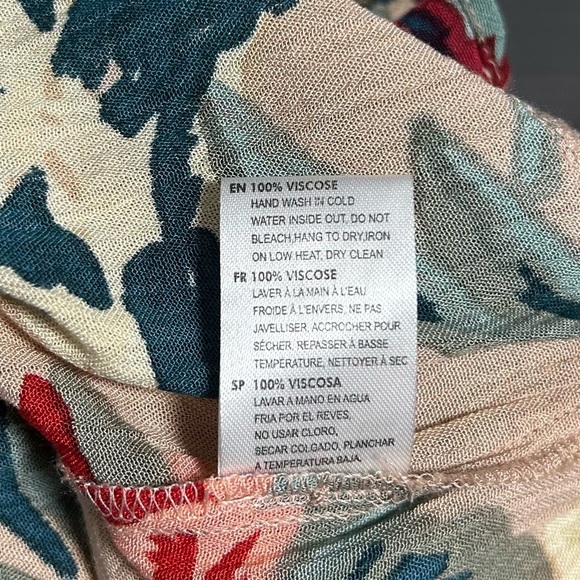 EN 100% VISCOSE
HAND WASH IN COLD
WATER INSIDE OUT, DO NOT
BLEACH,HANG TO DRY,IRON
ON LOW HEAT, DRY CLEAN
FR 100% VISCOSE
LAVER À LA MAIN À L'EAU
FROIDE À L'ENVERS, NE PAS
JAVELLISER, ACCROCHER POUR
SÉCHER, REPASSER À BASSE
TEMPÉRATURE, NETTOYER À SEC
SP 100% VISCOSA
LAVAR A MANO EN AGUA
FRIA POR EL REVES,
NO USAR CLORO,
SECAR COLGADO, PLANCHAR
A TEMPERATURA BAJA,